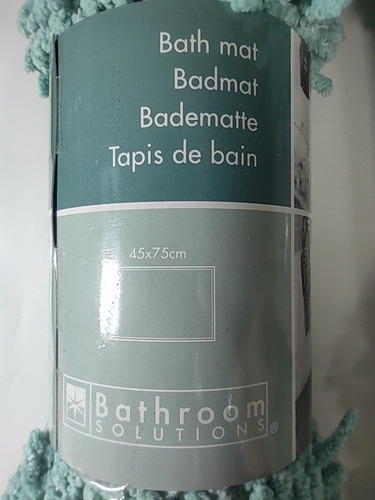 Bath mat
Badmat
Badematte
Tapis de bain
45x75cm
Bathroom
SOLUTIONS®